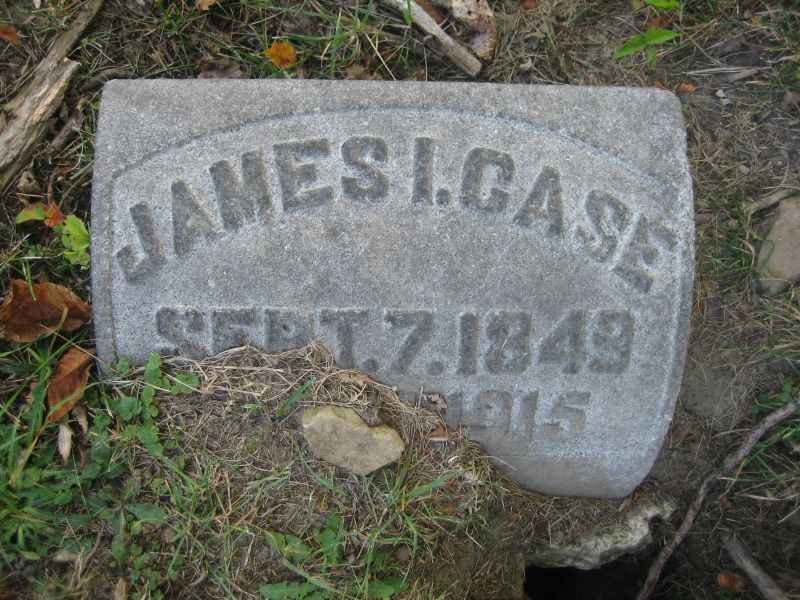 JAMES I. CASE
SEPT. 7. 1849
1915